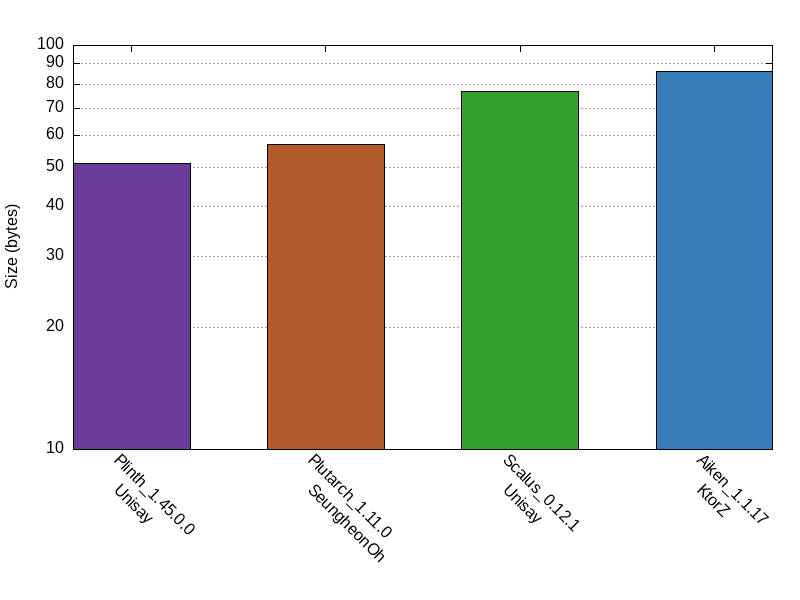 100
90
80
70
60
50
40
30
20
10
Size (bytes)
Plinth_1.45.0.0
Unisay
Plutarch_1.11.0
SeungheonOh
Scalus_0.12.1
Unisay
Aiken_1.1.17
KtorZ